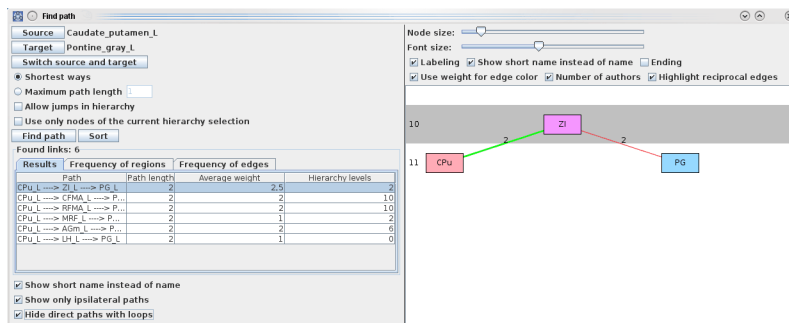 Find path
Source Caudate_putamen_L
Target Pontine_gray_L
Switch source and target
Shortest ways
Maximum path length 1
Allow jumps in hierarchy
Use only nodes of the current hierarchy selection
Find path Sort
Found links: 6
Results Frequency of regions Frequency of edges
Path Path length Average weight Hierarchy levels
CPu_L ----> ZI_L ----> PG_L 2 2.5 2
CPu_L ----> CFMA_L ----> P... 2 2 10
CPu_L ----> RFMA_L ----> P... 2 2 10
CPu_L ----> MRF_L ----> P... 2 1 2
CPu_L ----> AGm_L ----> P... 2 2 6
CPu_L ----> LH_L ----> PG_L 2 1 0
Show short name instead of name
Show only ipsilateral paths
Hide direct paths with loops
Node size:
Font size:
Labeling Show short name instead of name Ending
Use weight for edge color Number of authors Highlight reciprocal edges
10 ZI
2 2
11 CPu PG